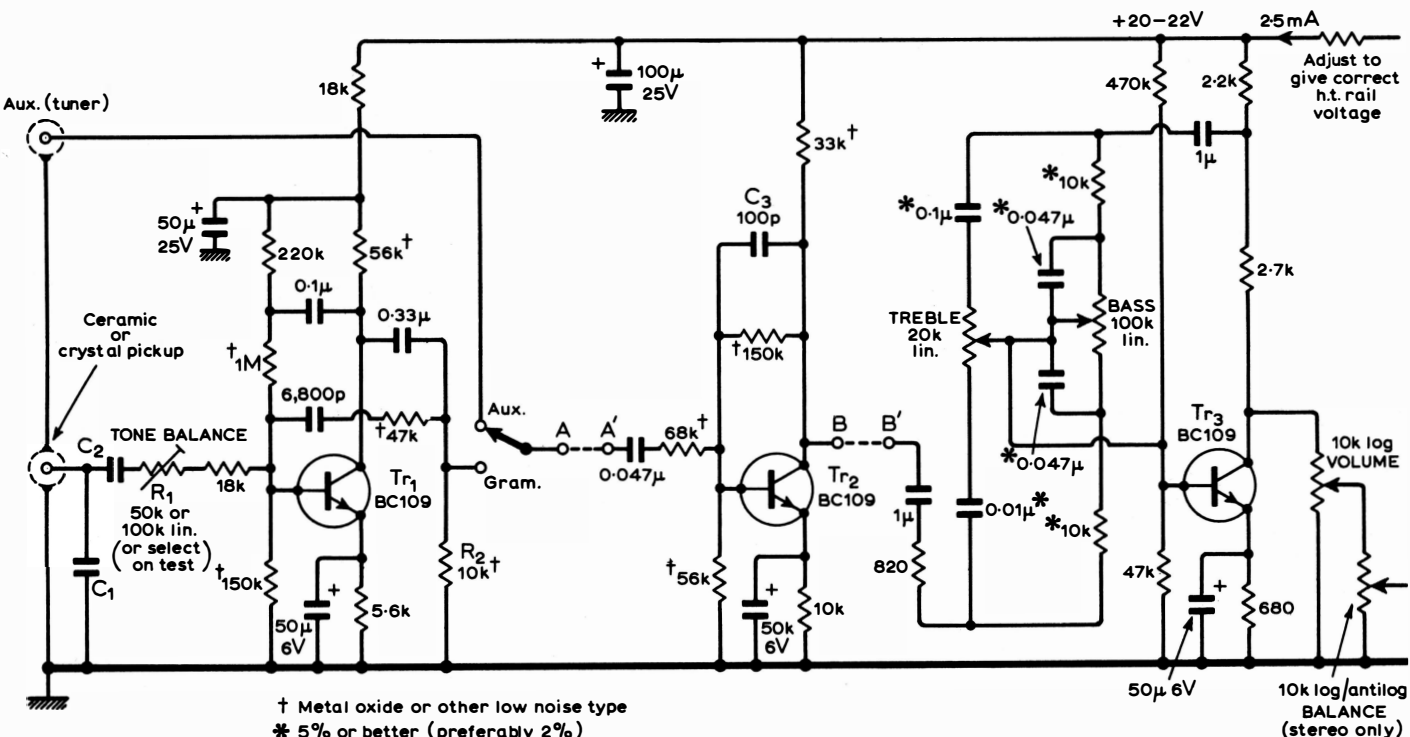 +20-22V
2·5mA
Adjust to
give correct
h.t. rail
voltage
18k
+
100μ
25V
470k
2·2k
Aux. (tuner)
33k†
1μ
*10k
+
50μ
25V
220k
56k†
C3
100p
*0·1μ
*0·047μ
2·7k
0·1μ
0·33μ
Ceramic
or
crystal pickup
TREBLE
20k
lin.
BASS
100k
lin.
†1M
†150k
6,800p
†47k
Aux.
A
A'
68k†
0·047μ
B
B'
*0·047μ
Tr3
BC109
10k log
VOLUME
C2
TONE BALANCE
R1
50k or
100k lin.
(or select
on test)
18k
Tr1
BC109
Gram.
Tr2
BC109
1μ
0·01μ*
*10k
C1
†150k
+
50μ
6V
5·6k
R2
10k†
†56k
+
50k
6V
10k
820
47k
+
680
50μ 6V
10k log/antilog
BALANCE
(stereo only)
† Metal oxide or other low noise type
* 5% or better (preferably 2%)